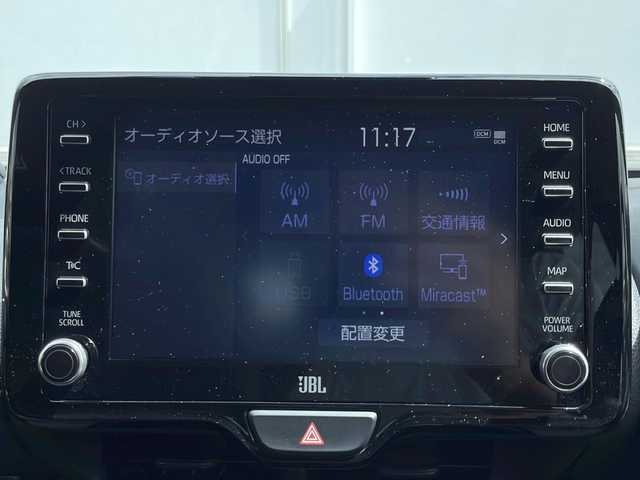 CH >
< TRACK
PHONE
TUNE
SCROLL
オーディオソース選択
11:17
DCM
DCM
AUDIO OFF
オーディオ選択
AM
FM
交通情報
USB
Bluetooth
Miracast™
配置変更
HOME
MENU
AUDIO
MAP
POWER
VOLUME
JBL